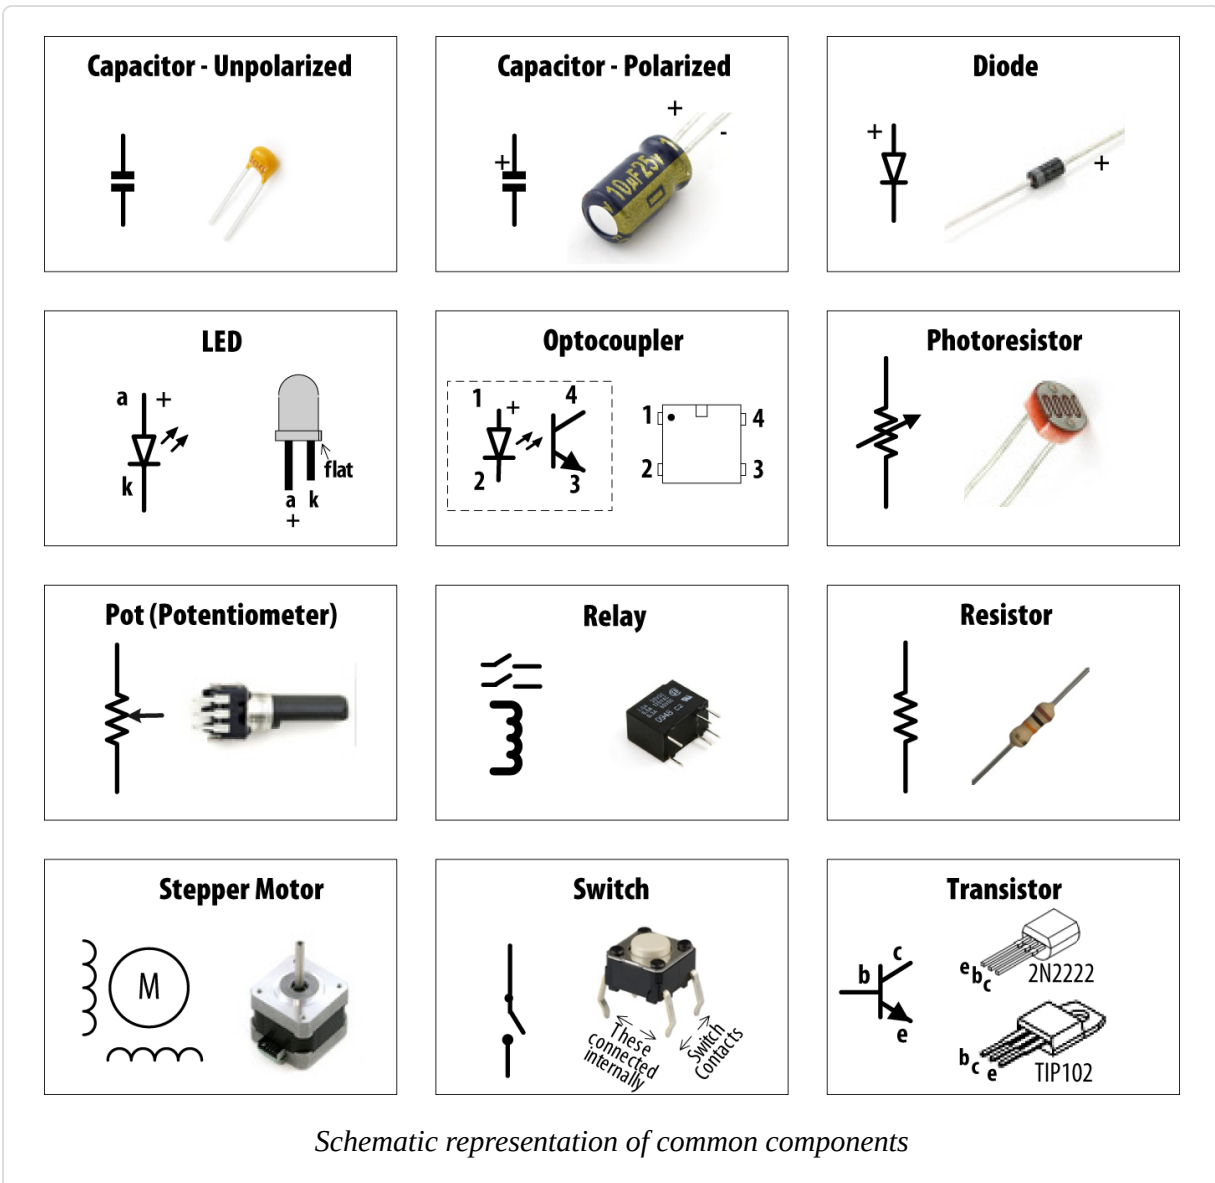 Capacitor - Unpolarized
Capacitor - Polarized
+
-
+
10µF25v
Diode
+
+
LED
a +
k
flat
a k
+
Optocoupler
1 + 4
2 3
1 4
2 3
Photoresistor
Pot (Potentiometer)
Relay
0948 C2
Resistor
Stepper Motor
M
Switch
These
connected
internally
Switch
Contacts
Transistor
b c
e
e b c
2N2222
b c e
TIP102
Schematic representation of common components